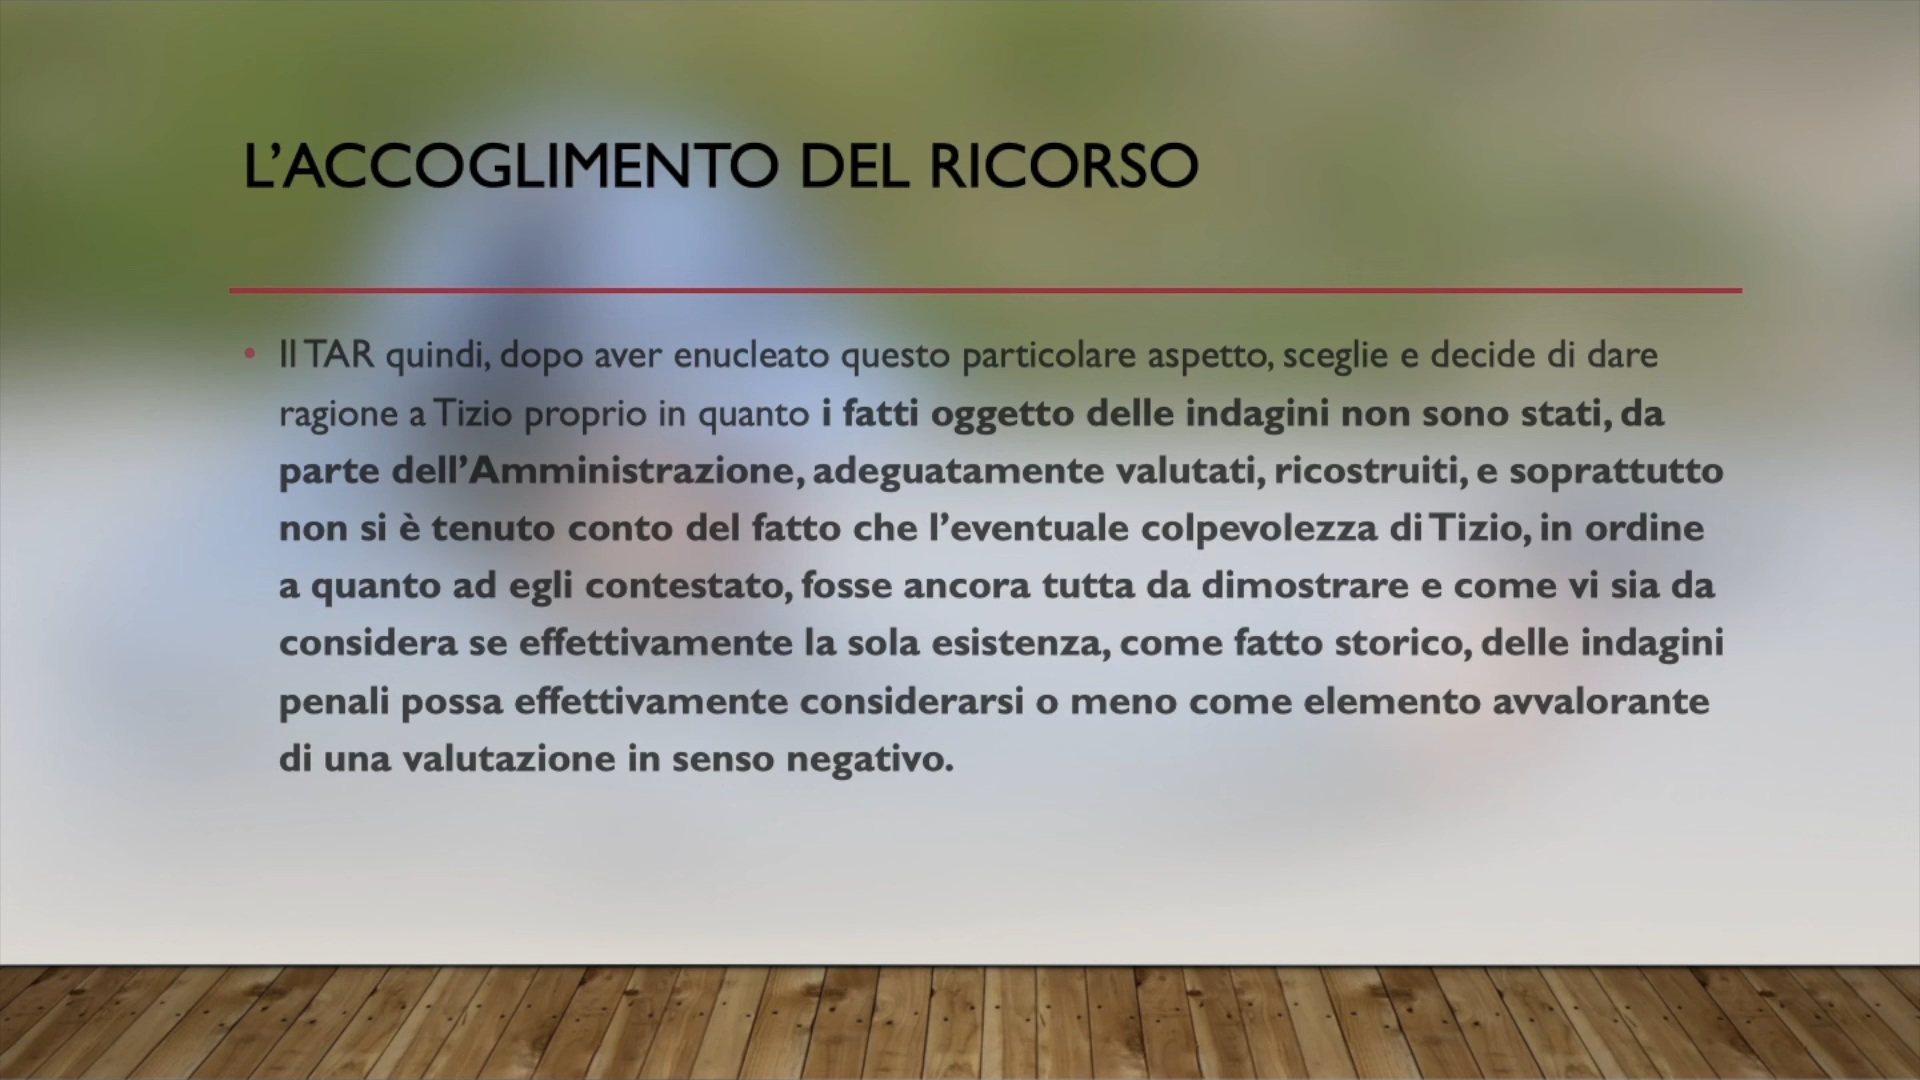 L’ACCOGLIMENTO DEL RICORSO
• Il TAR quindi, dopo aver enucleato questo particolare aspetto, sceglie e decide di dare
ragione a Tizio proprio in quanto i fatti oggetto delle indagini non sono stati, da
parte dell’Amministrazione, adeguatamente valutati, ricostruiti, e soprattutto
non si è tenuto conto del fatto che l’eventuale colpevolezza di Tizio, in ordine
a quanto ad egli contestato, fosse ancora tutta da dimostrare e come vi sia da
considera se effettivamente la sola esistenza, come fatto storico, delle indagini
penali possa effettivamente considerarsi o meno come elemento avvalorante
di una valutazione in senso negativo.